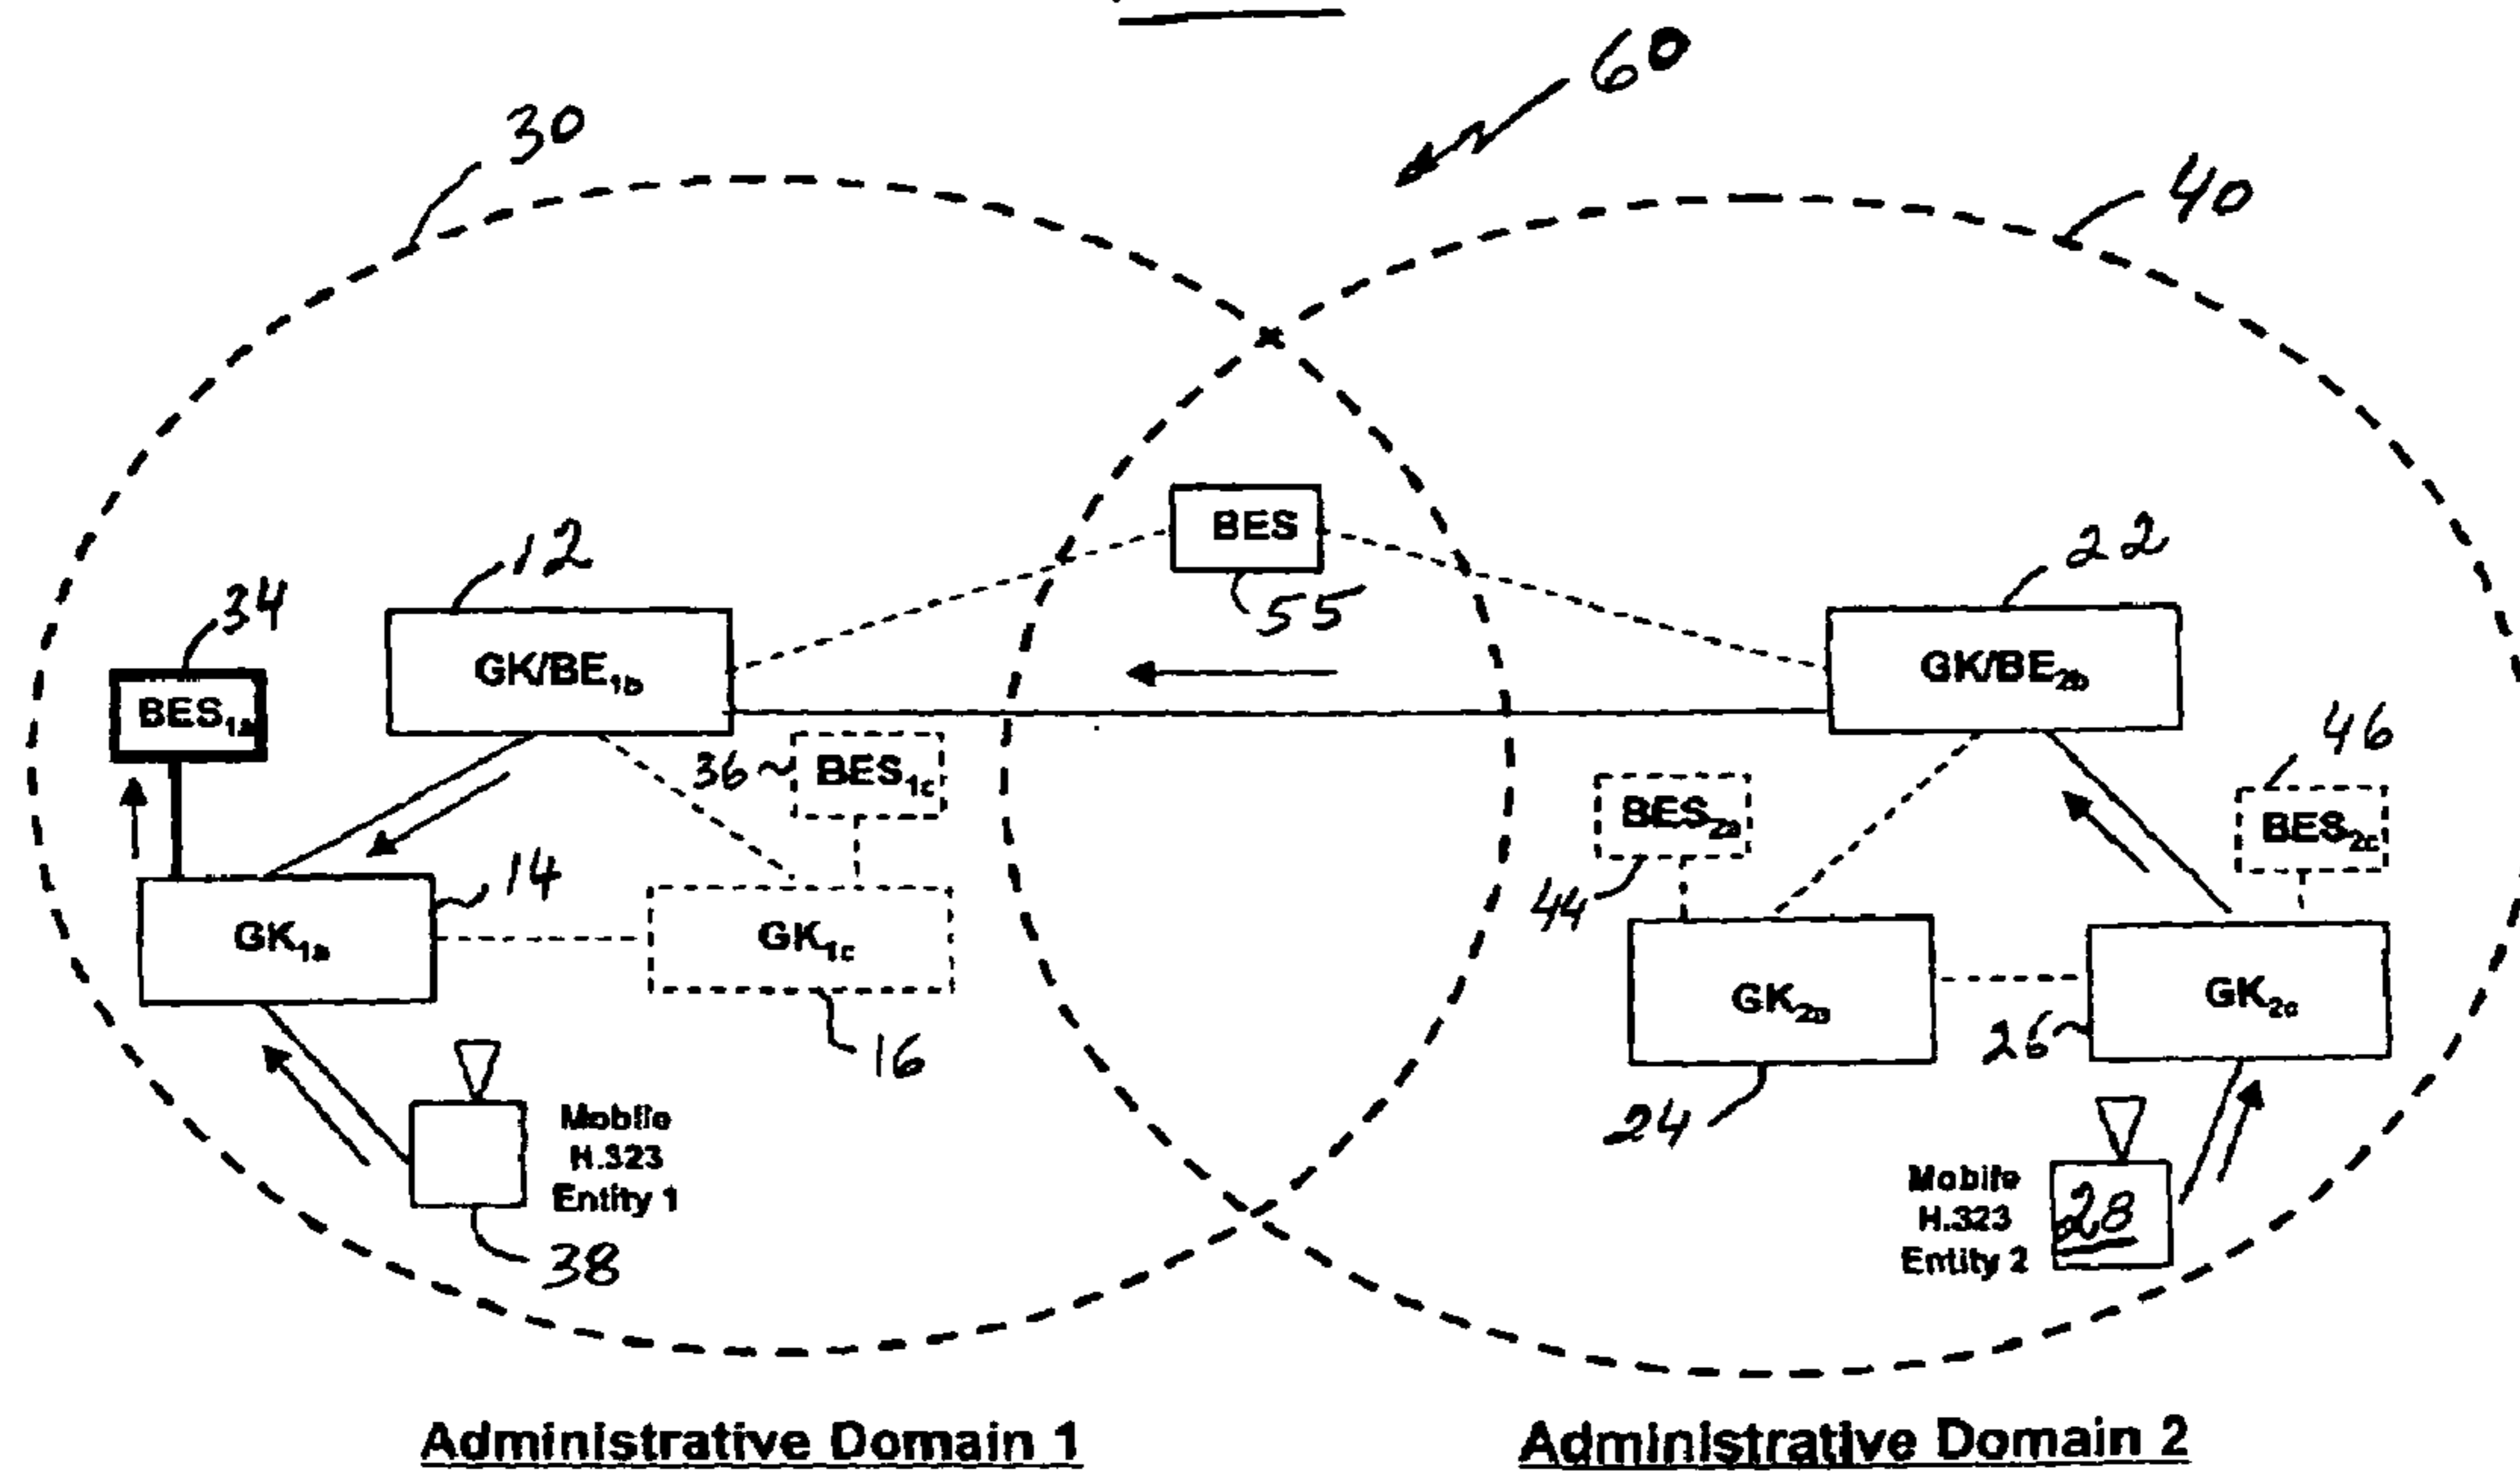 60
30
40
BES
55
12
22
34
GK/BE1b
GK/BE2b
BES1a
36
BES1c
46
BES2a
BES2c
14
44
GK1a
GK1c
GK2a
GK2c
16
26
24
Mobile
H.323
Entity 1
38
Mobile
H.323
Entity 2
28
Administrative Domain 1
Administrative Domain 2